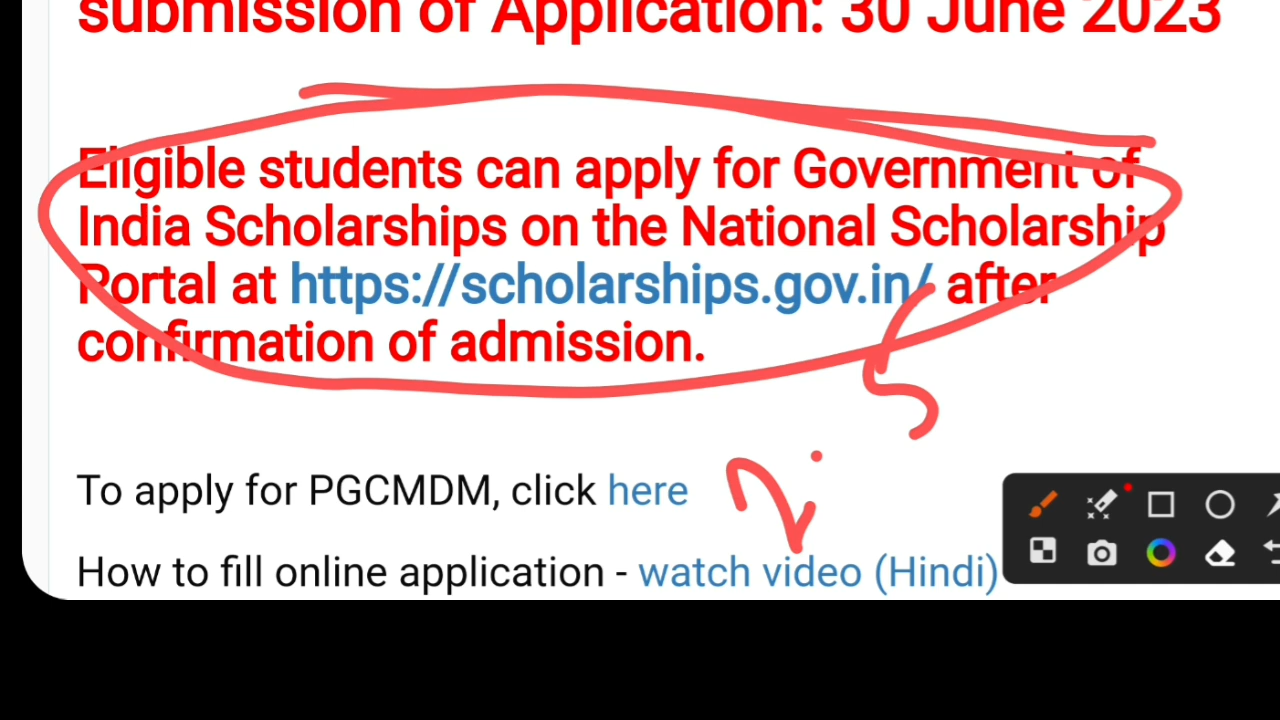 submission of Application: 30 June 2023
Eligible students can apply for Government of
India Scholarships on the National Scholarship
Portal at https://scholarships.gov.in/ after
confirmation of admission.
To apply for PGCMDM, click here
How to fill online application - watch video (Hindi)